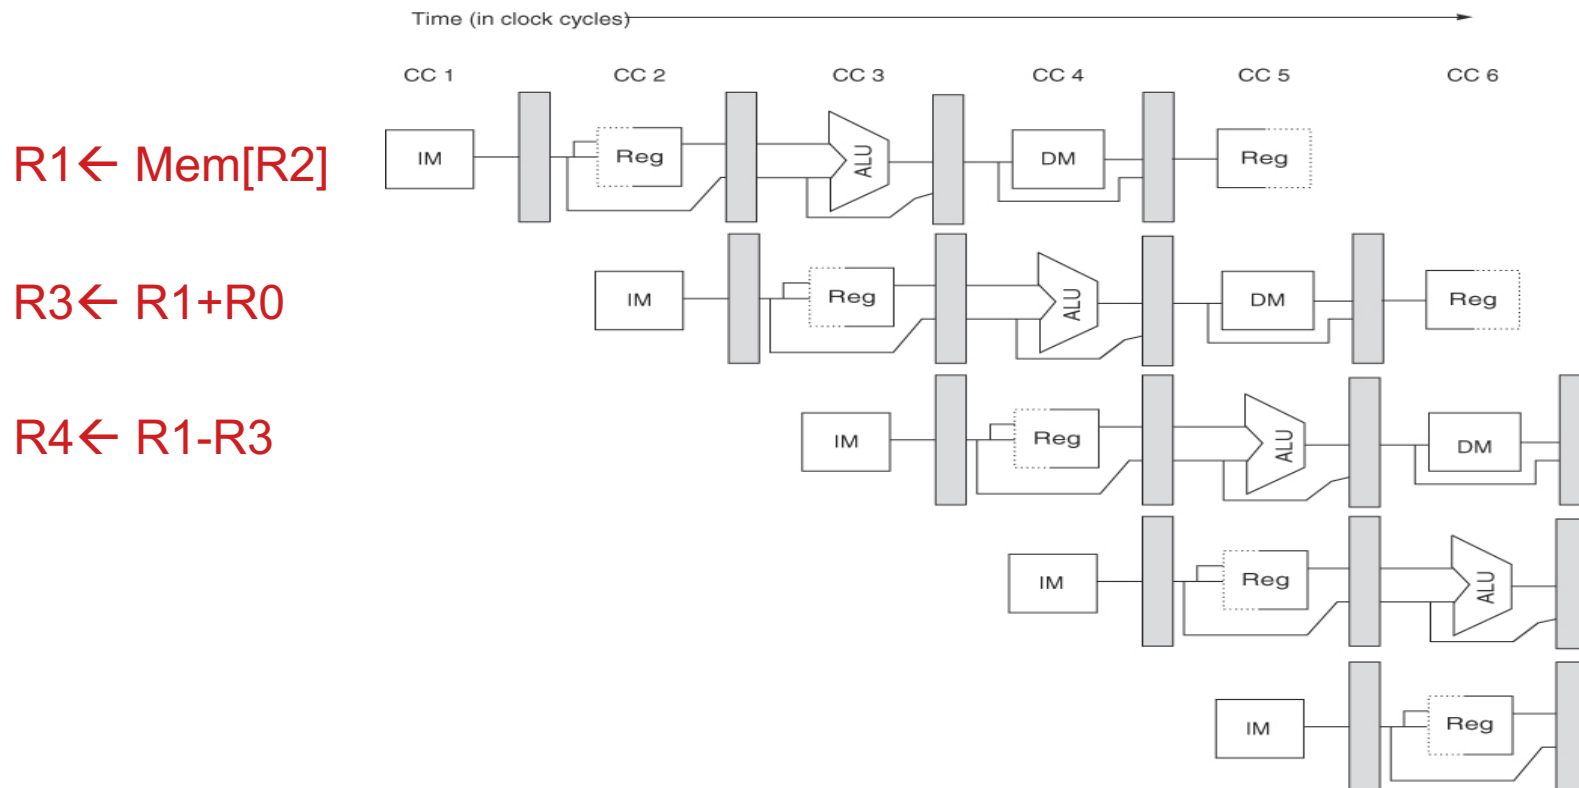 Time (in clock cycles)
CC 1 CC 2 CC 3 CC 4 CC 5 CC 6
R1← Mem[R2] IM Reg ALU DM Reg
R3← R1+R0 IM Reg ALU DM Reg
R4← R1-R3 IM Reg ALU DM
IM Reg ALU
IM Reg